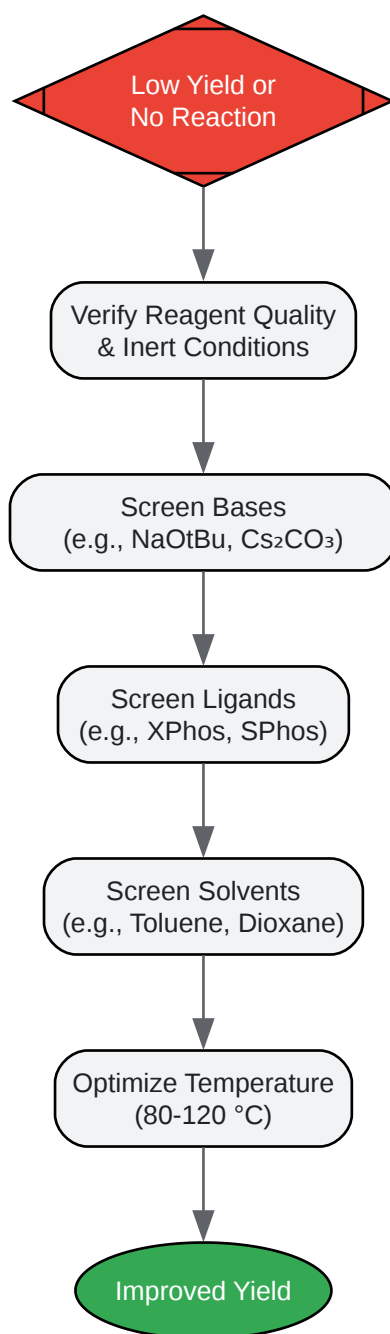 Low Yield or
No Reaction
Verify Reagent Quality
& Inert Conditions
Screen Bases
(e.g., NaOtBu, Cs₂CO₃)
Screen Ligands
(e.g., XPhos, SPhos)
Screen Solvents
(e.g., Toluene, Dioxane)
Optimize Temperature
(80-120 °C)
Improved Yield